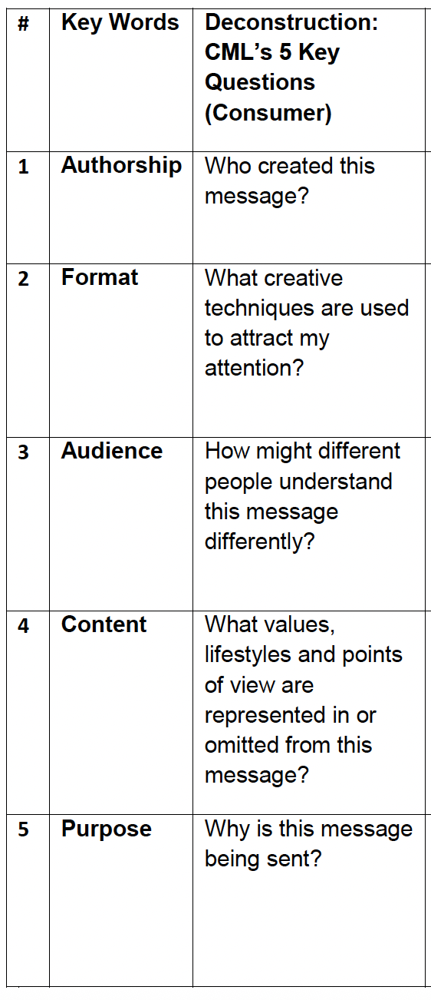 # Key Words Deconstruction:
CML’s 5 Key
Questions
(Consumer)
1 Authorship Who created this
message?
2 Format What creative
techniques are used
to attract my
attention?
3 Audience How might different
people understand
this message
differently?
4 Content What values,
lifestyles and points
of view are
represented in or
omitted from this
message?
5 Purpose Why is this message
being sent?